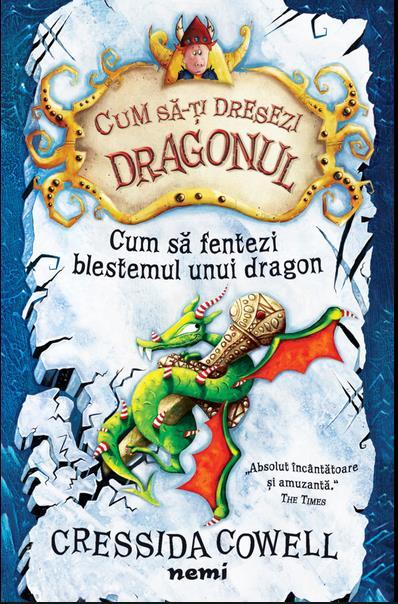 CUM SĂ-ȚI DRESEZI
DRAGONUL
Cum să fentezi
blestemul unui dragon
„Absolut încântătoare
și amuzantă.“
THE TIMES
CRESSIDA COWELL
nemi